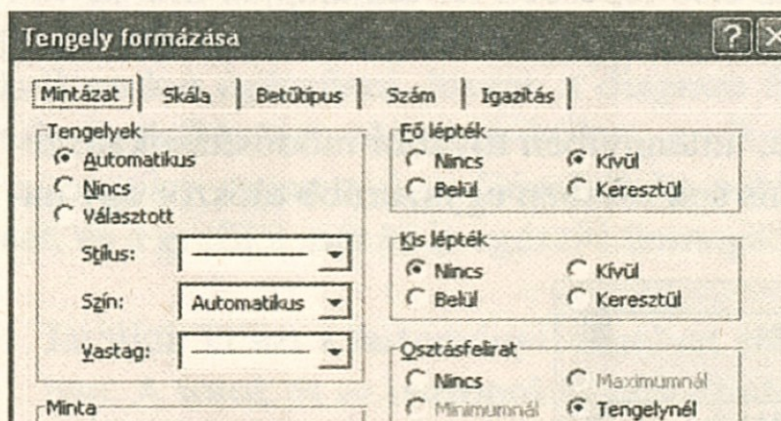 Tengely formázása
Mintázat Skála Betűtípus Szám Igazítás
Tengelyek
Automatikus
Nincs
Választott
Stílus:
Szín: Automatikus
Vastag:
Minta
Fő lépték
Nincs Kívül
Belül Keresztül
Kis lépték
Nincs Kívül
Belül Keresztül
Osztásfelirat
Nincs Maximumnál
Minimumnál Tengelynél